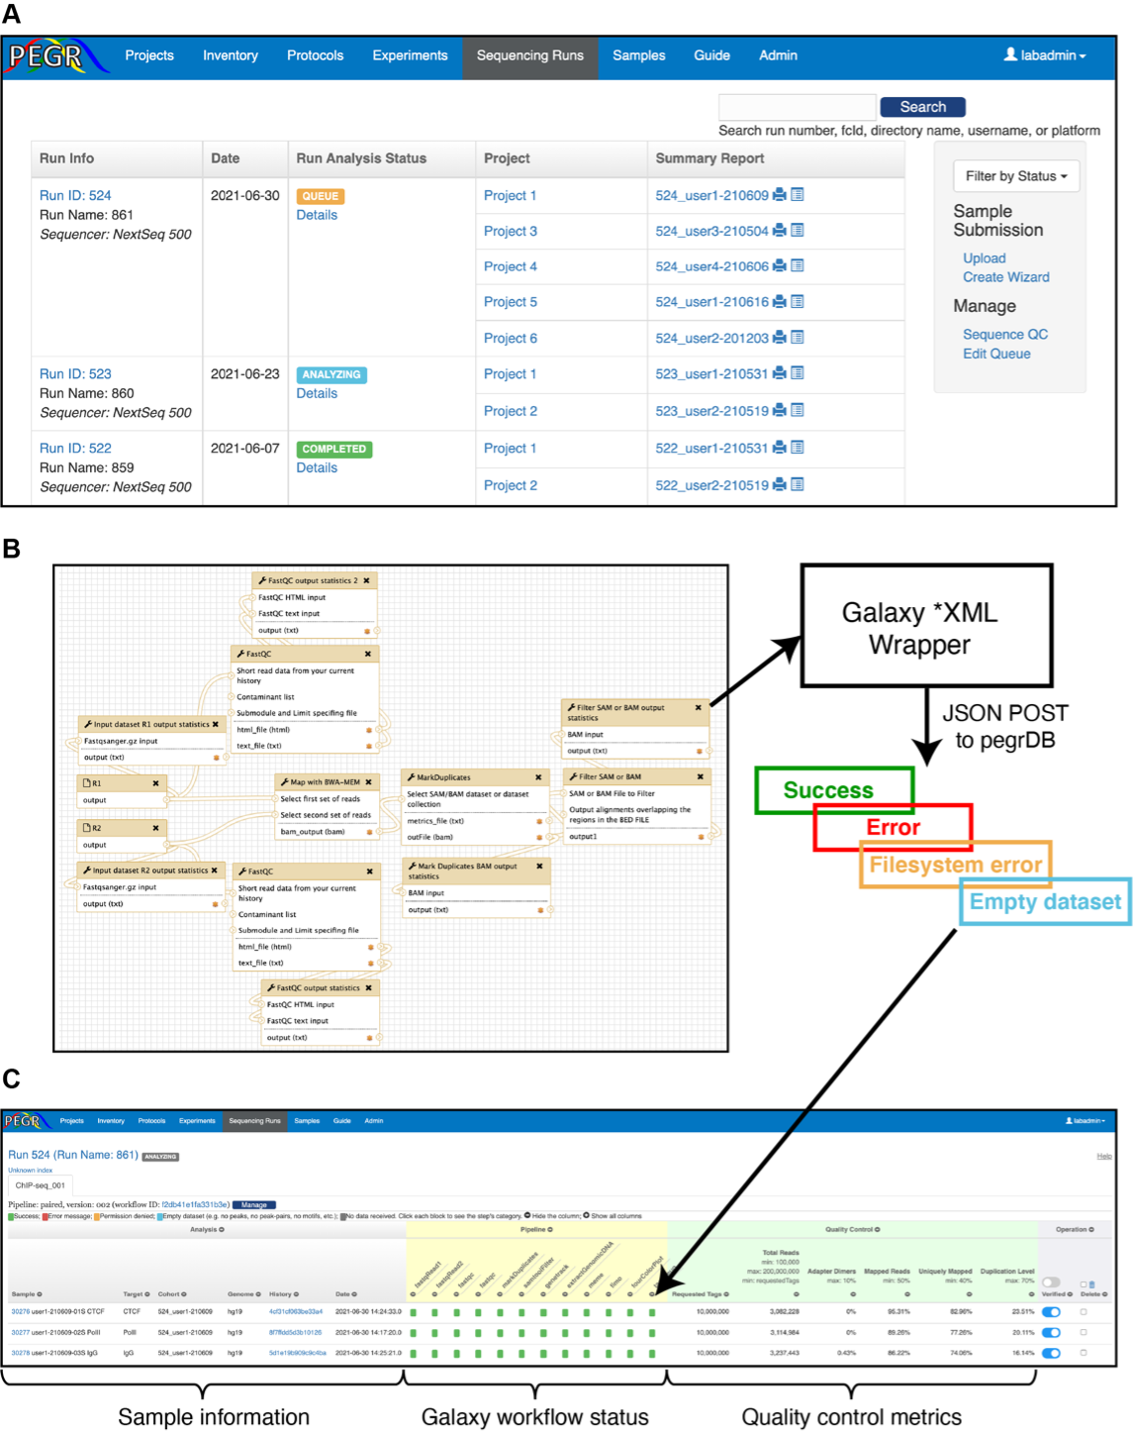 A
PEGR Projects Inventory Protocols Experiments Sequencing Runs Samples Guide Admin labadmin
Search
Search run number, fcId, directory name, username, or platform
Run Info Date Run Analysis Status Project Summary Report
Filter by Status
Sample
Submission
Upload
Create Wizard
Manage
Sequence QC
Edit Queue
Run ID: 524 2021-06-30 QUEUE Project 1 524_user1-210609
Run Name: 861 Details
Sequencer: NextSeq 500
Project 3 524_user3-210504
Project 4 524_user4-210606
Project 5 524_user1-210616
Project 6 524_user2-201203
Run ID: 523 2021-06-23 ANALYZING Project 1 523_user1-210531
Run Name: 860 Details
Sequencer: NextSeq 500
Project 2 523_user2-210519
Run ID: 522 2021-06-07 COMPLETED Project 1 522_user1-210531
Run Name: 859 Details
Sequencer: NextSeq 500
Project 2 522_user2-210519
B
FastQC output statistics 2
FastQC HTML input
FastQC text input
output (txt)
FastQC
Short read data from your current
history
Contaminant list
Submodule and Limit specifing file
html_file (html)
text_file (txt)
Input dataset R1 output statistics
Fastqsanger.gz input
output (txt)
R1
output
R2
output
Input dataset R2 output statistics
Fastqsanger.gz input
output (txt)
Map with BWA-MEM
Select first set of reads
Select second set of reads
bam_output (bam)
MarkDuplicates
Select SAM/BAM dataset or dataset
collection
metrics_file (txt)
outFile (bam)
Filter SAM or BAM output
statistics
BAM input
output (txt)
Filter SAM or BAM
SAM or BAM File to Filter
Output alignments overlapping the
regions in the BED FILE
output1
Mark Duplicates BAM output
statistics
BAM input
output (txt)
FastQC
Short read data from your current
history
Contaminant list
Submodule and Limit specifing file
html_file (html)
text_file (txt)
FastQC output statistics
FastQC HTML input
FastQC text input
output (txt)
Galaxy *XML
Wrapper
JSON POST
to pegrDB
Success
Error
Filesystem error
Empty dataset
C
PEGR Projects Inventory Protocols Experiments Sequencing Runs Samples Guide Admin labadmin
Run 524 (Run Name: 861) ANALYZING Help
Unknown index
ChIP-seq_001
Pipeline: paired, version: 002 (workflow ID: f2db41e1fa331b3e) Manage
Success; Error message; Permission denied; Empty dataset (e.g. no peaks, no peak-pairs, no motifs, etc.); No data received. Click each block to see the step's category. Hide the column; Show all columns
Analysis Pipeline Quality Control Operation
fastqRead1 fastqRead2 fastqc fastqc markDuplicates samtoolFilter genetrack extractGenomicDNA meme fimo fourColorPlot
Total Reads
min: 100,000
max: 200,000,000
min: requestedTags
Adapter Dimers
max: 10%
Mapped Reads
min: 50%
Uniquely Mapped
min: 40%
Duplication Level
max: 70%
Sample Target Cohort Genome History Date Requested Tags Verified Delete
30276 user1-210609-01S CTCF CTCF 524_user1-210609 hg19 2021-06-30 14:24:33.0 10,000,000 3,082,228 0% 95.31% 82.96% 23.51%
30277 user1-210609-02S PolII PolII 524_user1-210609 hg19 2021-06-30 14:17:20.0 10,000,000 3,114,984 0% 89.26% 77.26% 20.11%
30278 user1-210609-03S IgG IgG 524_user1-210609 hg19 2021-06-30 14:25:21.0 10,000,000 3,237,443 0.43% 86.22% 74.06% 16.14%
Sample information Galaxy workflow status Quality control metrics